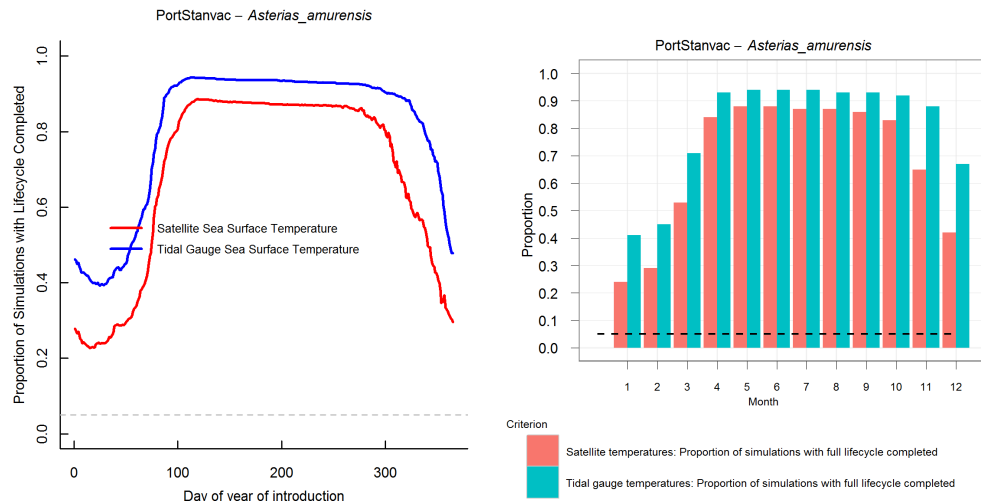 PortStanvac – Asterias_amurensis
Proportion of Simulations with Lifecycle Completed
1.0
0.8
0.6
0.4
0.2
0.0
Satellite Sea Surface Temperature
Tidal Gauge Sea Surface Temperature
0
100
200
300
Day of year of introduction
PortStanvac – Asterias_amurensis
Proportion
1.0
0.9
0.8
0.7
0.6
0.5
0.4
0.3
0.2
0.1
0.0
1 2 3 4 5 6 7 8 9 10 11 12
Month
Criterion
Satellite temperatures: Proportion of simulations with full lifecycle completed
Tidal gauge temperatures: Proportion of simulations with full lifecycle completed